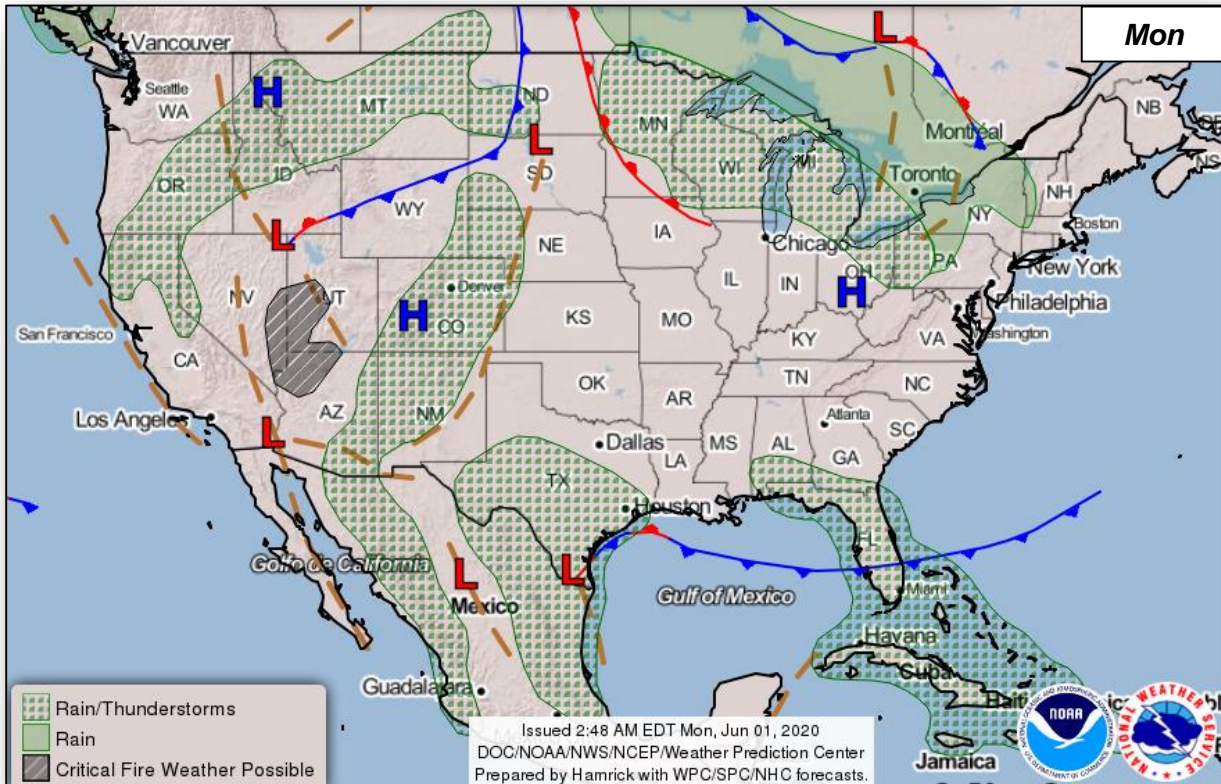 Mon
Vancouver
Seattle
WA
MT
ND
MN
Montréal
NB
NS
OR
ID
SD
WI
MI
Toronto
NH
NY
Boston
WY
IA
Chicago
PA
New York
NE
OH
Philadelphia
NV
UT
Denver
IL
IN
San Francisco
CO
KS
MO
KY
VA
Washington
CA
TN
NC
OK
AR
Los Angeles
AZ
NM
Atlanta
SC
Dallas
MS
AL
GA
LA
TX
Houston
FL
Golfo de California
Mexico
Gulf of Mexico
Miami
Havana
Cuba
Guadalajara
Jamaica
H
H
H
L
L
L
L
L
L
Rain/Thunderstorms
Rain
Critical Fire Weather Possible
Issued 2:48 AM EDT Mon, Jun 01, 2020
DOC/NOAA/NWS/NCEP/Weather Prediction Center
Prepared by Hamrick with WPC/SPC/NHC forecasts.
NOAA
NATIONAL WEATHER SERVICE